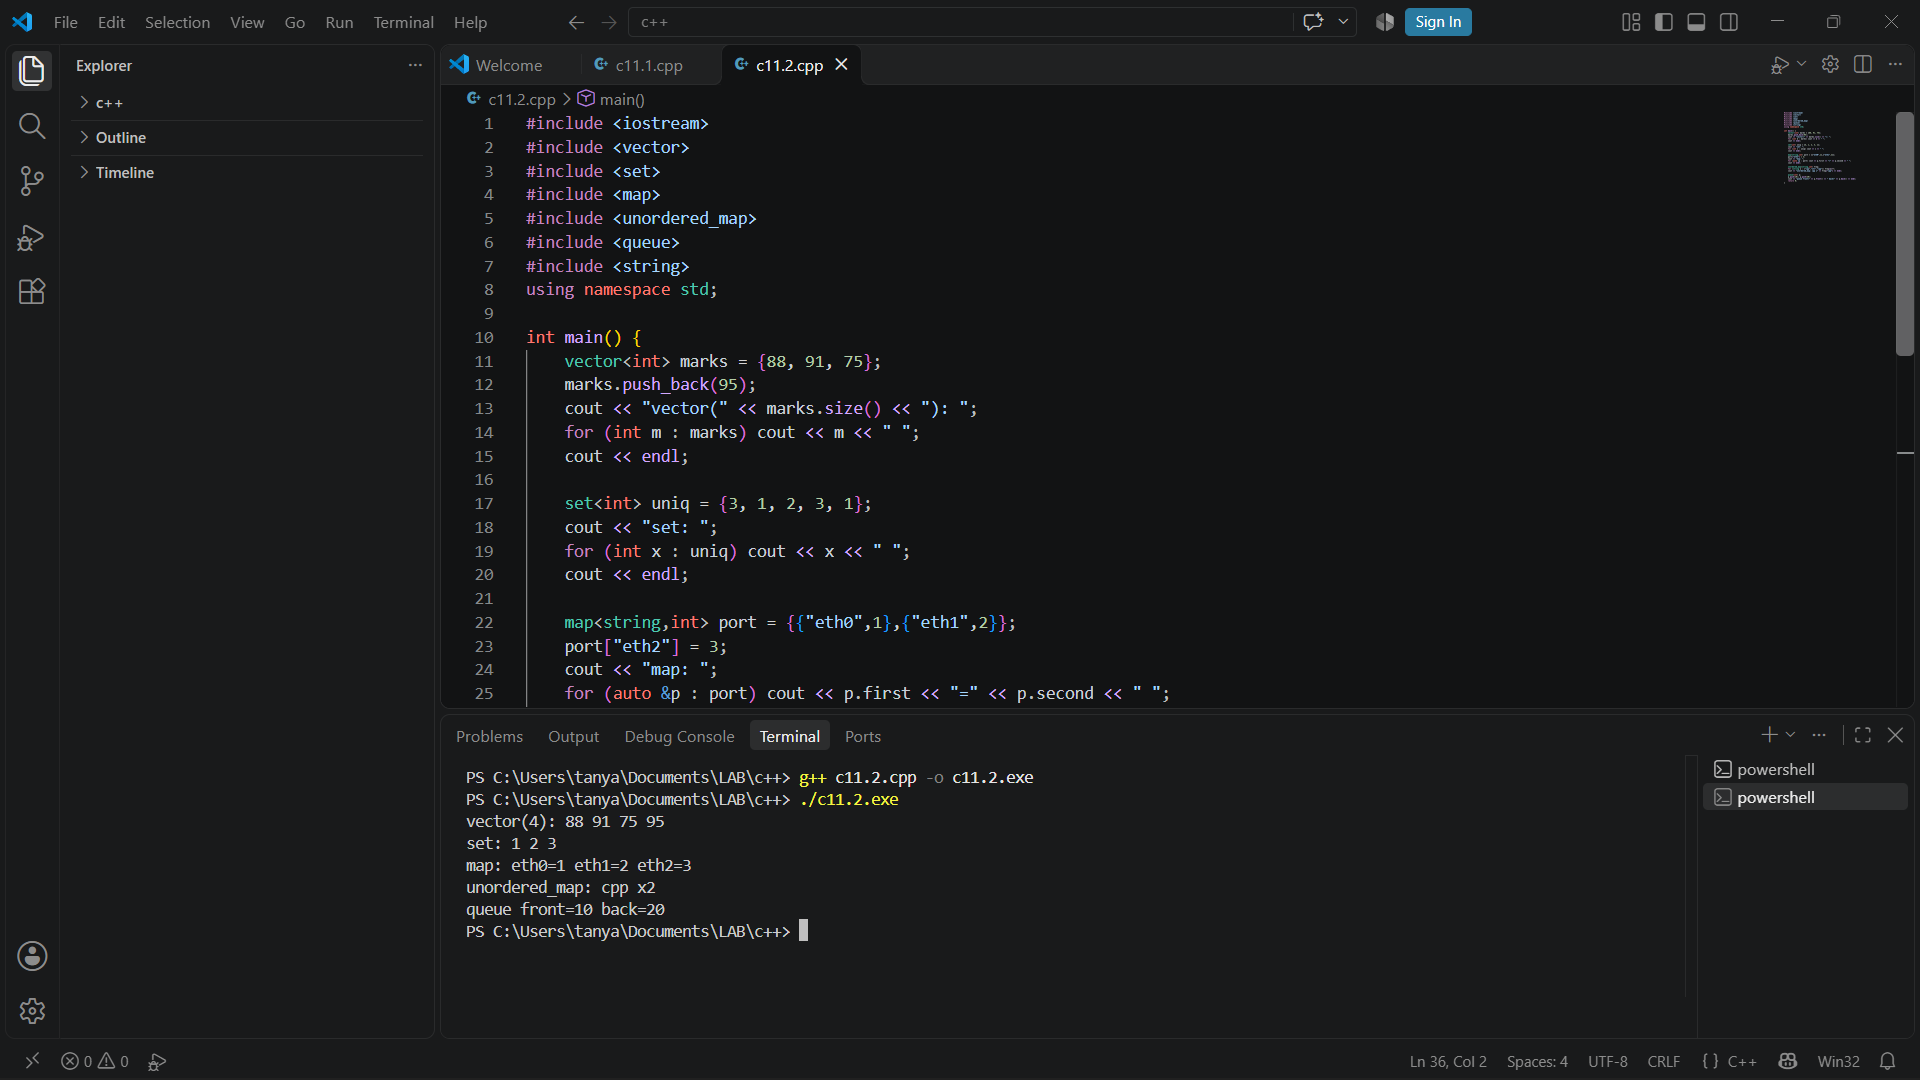 File Edit Selection View Go Run Terminal Help
c++
Sign In
Explorer
c++
Outline
Timeline
Welcome
c11.1.cpp
c11.2.cpp
c11.2.cpp > main()
1 #include <iostream>
2 #include <vector>
3 #include <set>
4 #include <map>
5 #include <unordered_map>
6 #include <queue>
7 #include <string>
8 using namespace std;
9
10 int main() {
11 vector<int> marks = {88, 91, 75};
12 marks.push_back(95);
13 cout << "vector(" << marks.size() << "): ";
14 for (int m : marks) cout << m << " ";
15 cout << endl;
16
17 set<int> uniq = {3, 1, 2, 3, 1};
18 cout << "set: ";
19 for (int x : uniq) cout << x << " ";
20 cout << endl;
21
22 map<string,int> port = {{"eth0",1},{"eth1",2}};
23 port["eth2"] = 3;
24 cout << "map: ";
25 for (auto &p : port) cout << p.first << "=" << p.second << " ";
Problems Output Debug Console Terminal Ports
PS C:\Users\tanya\Documents\LAB\c++> g++ c11.2.cpp -o c11.2.exe
PS C:\Users\tanya\Documents\LAB\c++> ./c11.2.exe
vector(4): 88 91 75 95
set: 1 2 3
map: eth0=1 eth1=2 eth2=3
unordered_map: cpp x2
queue front=10 back=20
PS C:\Users\tanya\Documents\LAB\c++>
powershell
powershell
0 0
Ln 36, Col 2 Spaces: 4 UTF-8 CRLF {} C++ Win32